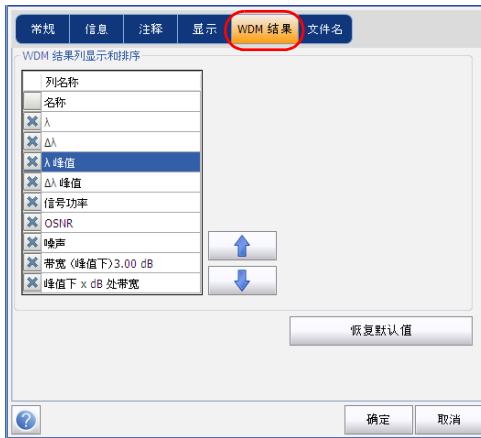 常规 信息 注释 显示 WDM 结果 文件名
WDM 结果列显示和排序
列名称
名称
λ
Δλ
λ 峰值
Δλ 峰值
信号功率
OSNR
噪声
带宽 (峰值下)3.00 dB
峰值下 x dB 处带宽
恢复默认值
? 确定 取消